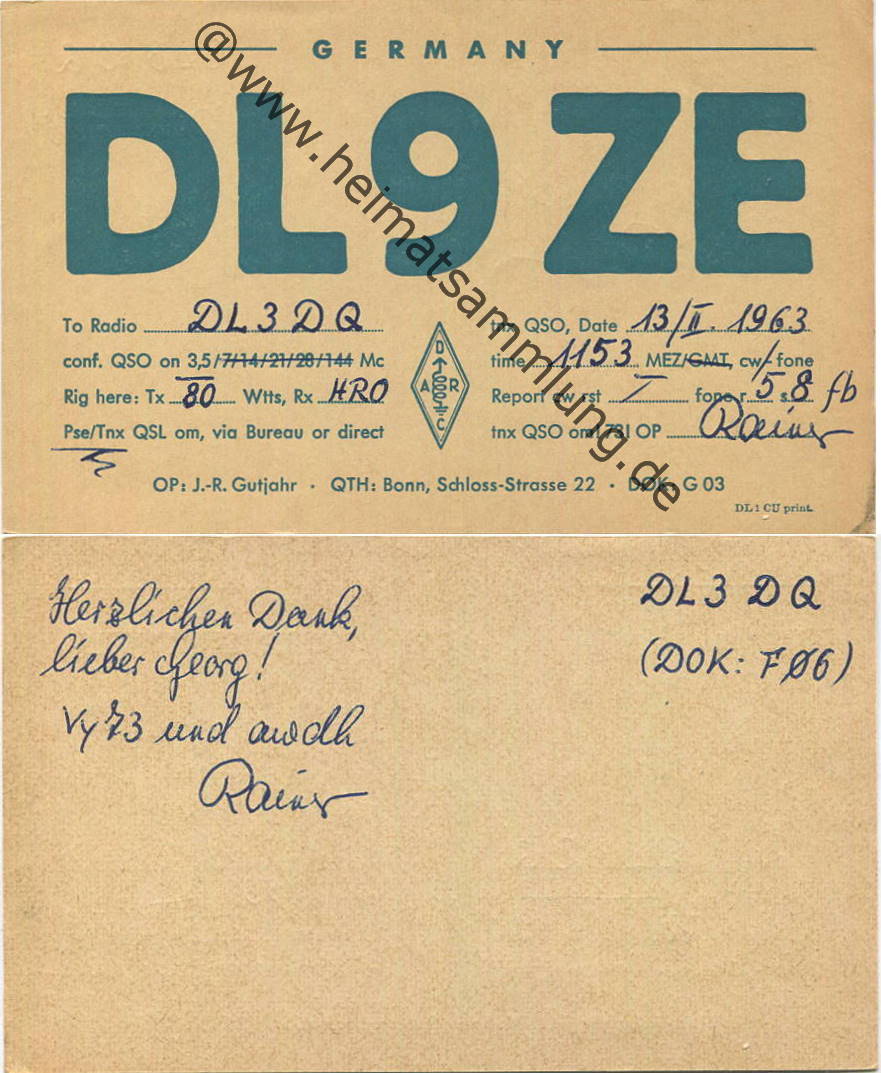 GERMANY
DL9ZE
To Radio DL3DQ
tnx QSO, Date 13/II. 1963
conf. QSO on 3,5/7/14/21/28/144 Mc
time 1153 MEZ/GMT, cw/fone
Rig here: Tx 80 Wtts, Rx HRO
Report cw rst / fone r 5 s 8 fb
Pse/Tnx QSL om, via Bureau or direct
tnx QSO om! 73! OP Rainer
DARC
OP: J.-R. Gutjahr · QTH: Bonn, Schloss-Strasse 22 · DOK: G 03
DL 1 CU print.
@www.heimatsammlung.de
Herzlichen Dank,
lieber Georg!
Vy 73 und awdh
Rainer
DL3DQ
(DOK: FØ6)